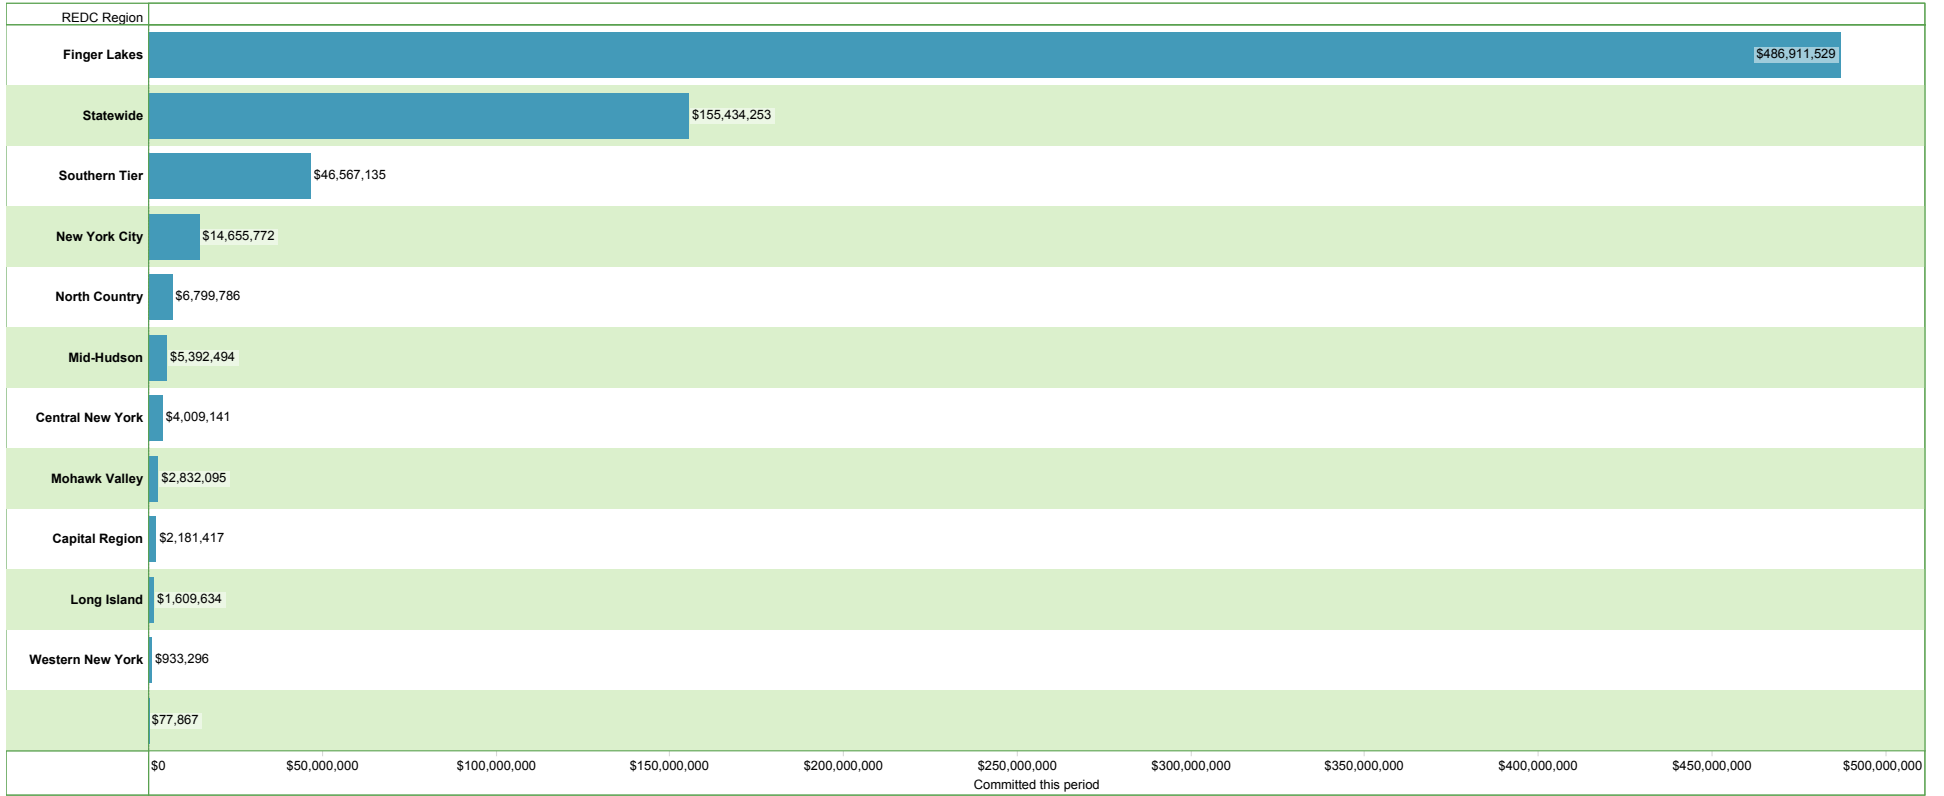 REDC Region
Finger Lakes $486,911,529
Statewide $155,434,253
Southern Tier $46,567,135
New York City $14,655,772
North Country $6,799,786
Mid-Hudson $5,392,494
Central New York $4,009,141
Mohawk Valley $2,832,095
Capital Region $2,181,417
Long Island $1,609,634
Western New York $933,296
$77,867
$0 $50,000,000 $100,000,000 $150,000,000 $200,000,000 $250,000,000 $300,000,000 $350,000,000 $400,000,000 $450,000,000 $500,000,000
Committed this period